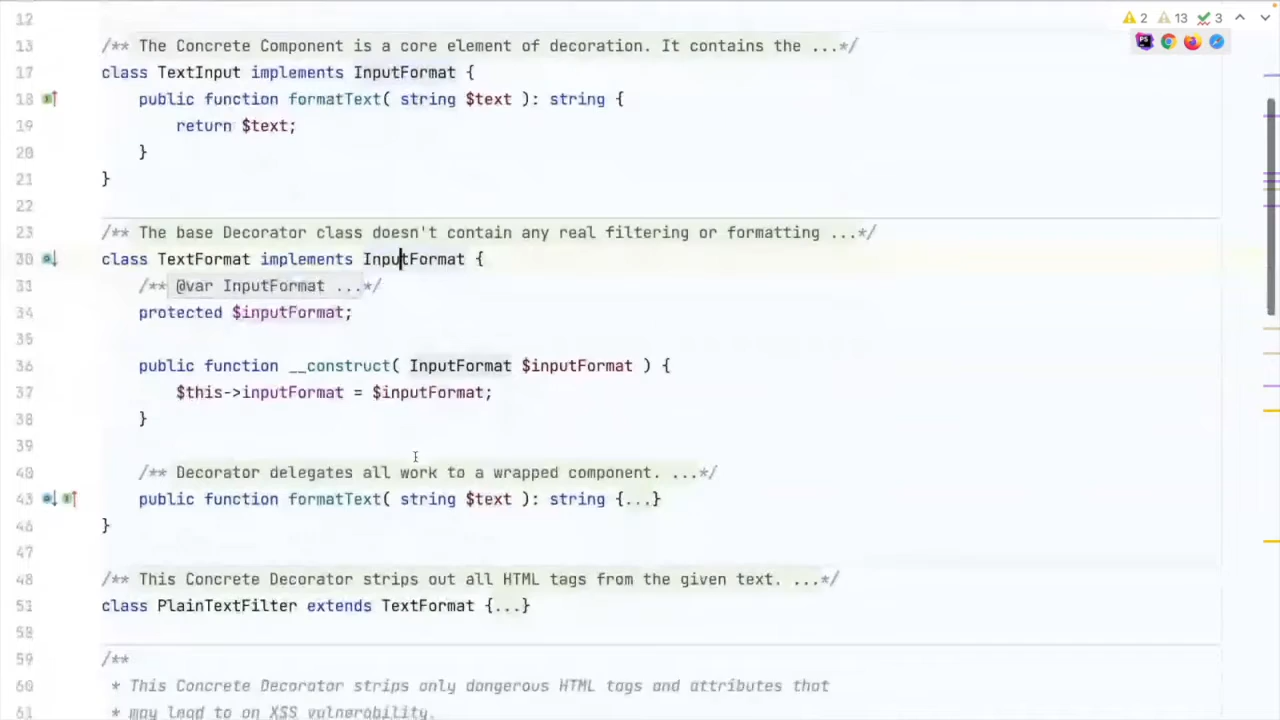 2 13 3
12
13 /** The Concrete Component is a core element of decoration. It contains the ...*/
17 class TextInput implements InputFormat {
18 public function formatText( string $text ): string {
19 return $text;
20 }
21 }
22
23 /** The base Decorator class doesn't contain any real filtering or formatting ...*/
30 class TextFormat implements InputFormat {
31 /** @var InputFormat ...*/
34 protected $inputFormat;
35
36 public function __construct( InputFormat $inputFormat ) {
37 $this->inputFormat = $inputFormat;
38 }
39
40 /** Decorator delegates all work to a wrapped component. ...*/
43 public function formatText( string $text ): string {...}
46 }
47
48 /** This Concrete Decorator strips out all HTML tags from the given text. ...*/
51 class PlainTextFilter extends TextFormat {...}
58
59 /**
60 * This Concrete Decorator strips only dangerous HTML tags and attributes that
61 * may lead to an XSS vulnerability.